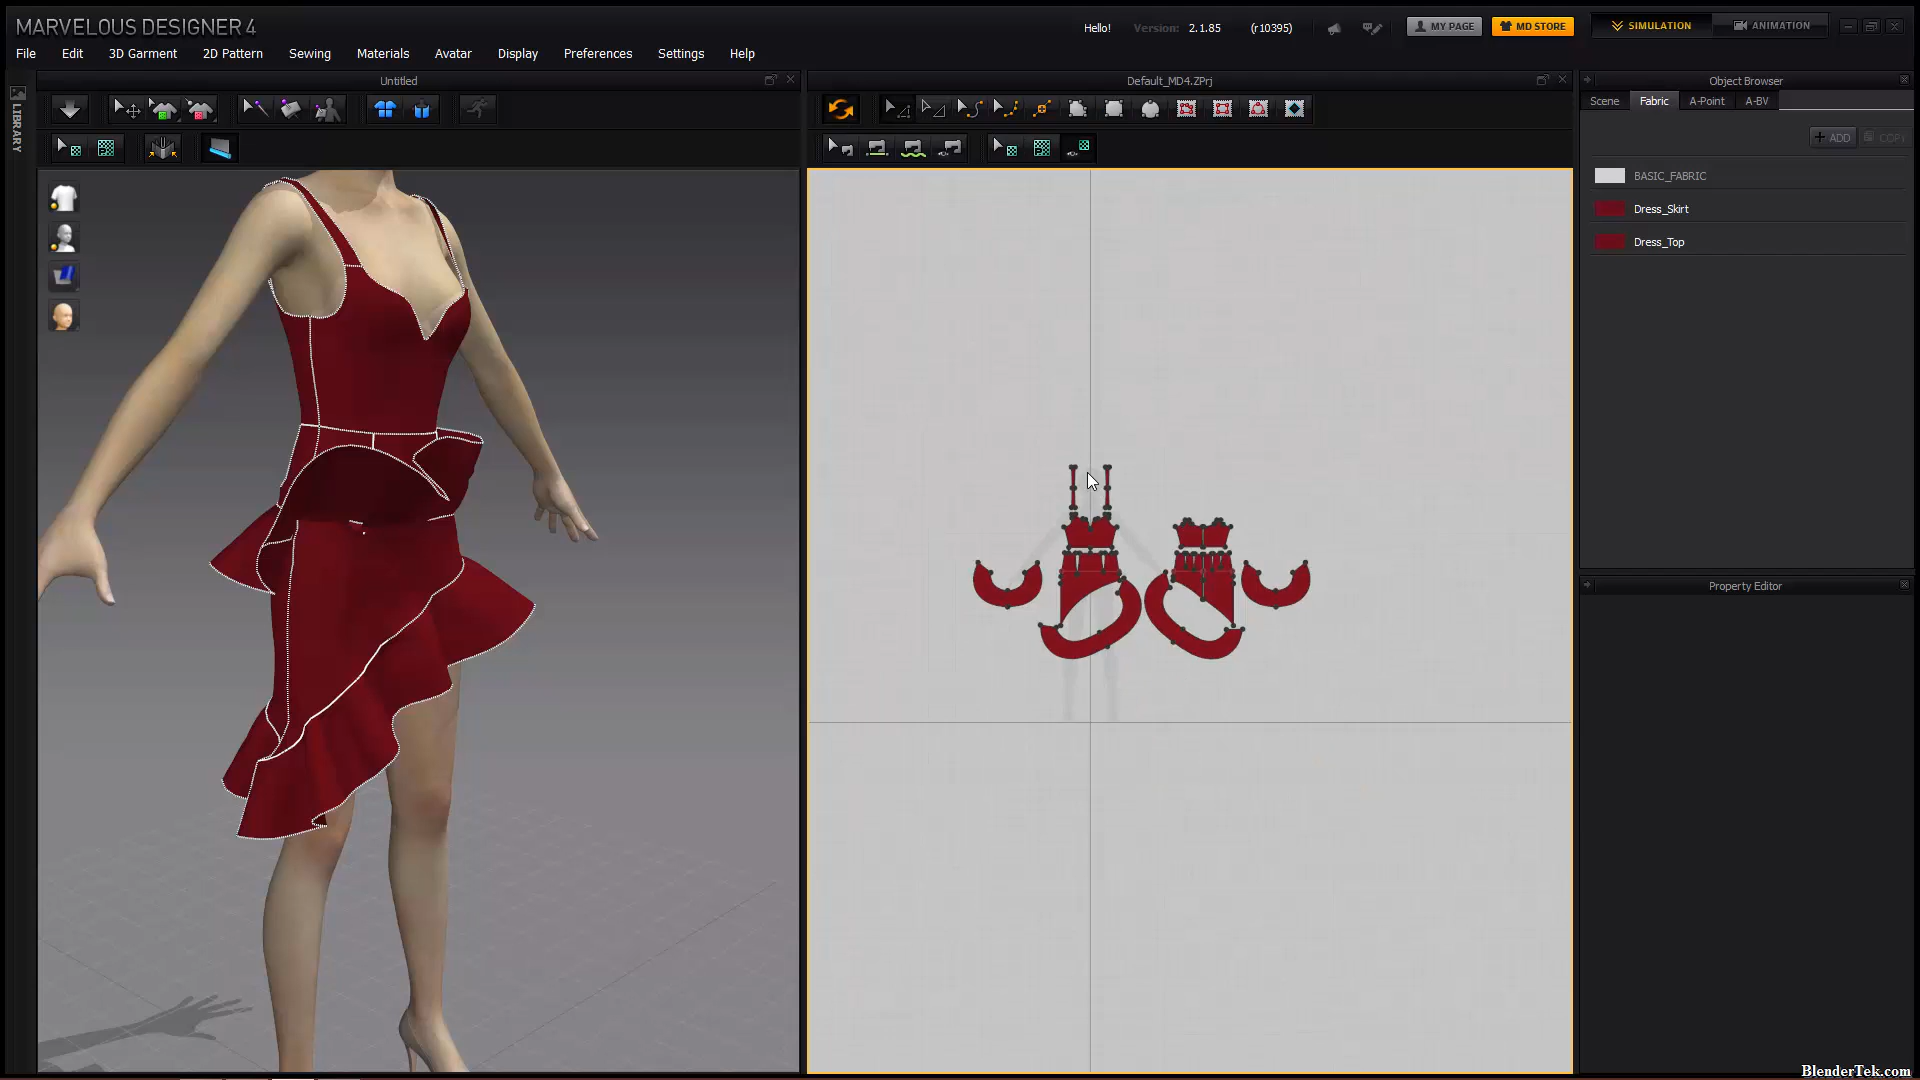 MARVELOUS DESIGNER 4
Hello! Version: 2.1.85 (r10395) MY PAGE MD STORE SIMULATION ANIMATION
File Edit 3D Garment 2D Pattern Sewing Materials Avatar Display Preferences Settings Help
Untitled
Default_MD4.ZPrj
Object Browser
LIBRARY
Scene Fabric A-Point A-BV
+ ADD COPY
BASIC_FABRIC
Dress_Skirt
Dress_Top
Property Editor
BlenderTek.com